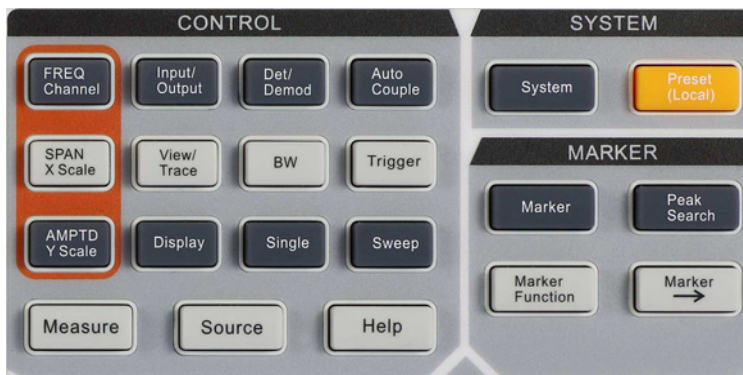 CONTROL
FREQ
Channel
Input/
Output
Det/
Demod
Auto
Couple
SPAN
X Scale
View/
Trace
BW
Trigger
AMPTD
Y Scale
Display
Single
Sweep
Measure
Source
Help
SYSTEM
System
Preset
(Local)
MARKER
Marker
Peak
Search
Marker
Function
Marker
→